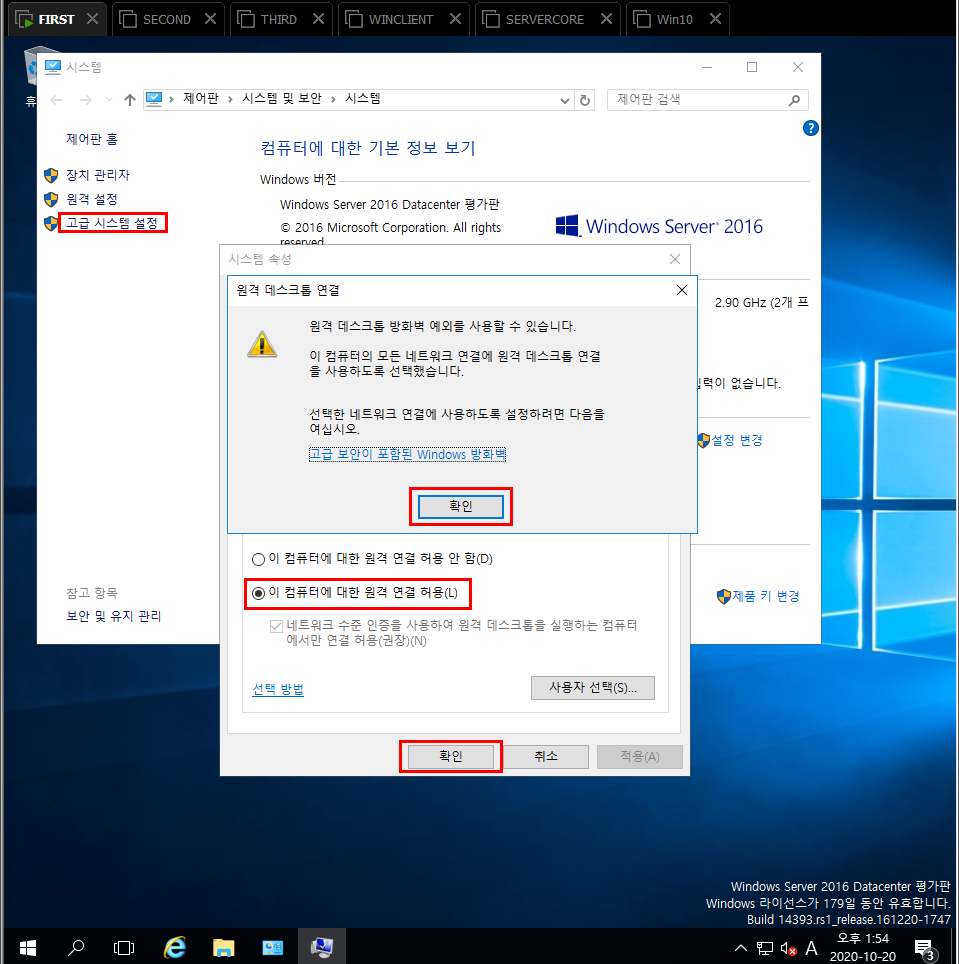 FIRST
SECOND
THIRD
WINCLIENT
SERVERCORE
Win10
시스템
제어판 > 시스템 및 보안 > 시스템
제어판 검색
제어판 홈
장치 관리자
원격 설정
고급 시스템 설정
컴퓨터에 대한 기본 정보 보기
Windows 버전
Windows Server 2016 Datacenter 평가판
© 2016 Microsoft Corporation. All rights
reserved.
Windows Server® 2016
2.90 GHz (2개 프
력이 없습니다.
설정 변경
제품 키 변경
참고 항목
보안 및 유지 관리
시스템 속성
원격 데스크톱 연결
원격 데스크톱 방화벽 예외를 사용할 수 있습니다.
이 컴퓨터의 모든 네트워크 연결에 원격 데스크톱 연결
을 사용하도록 선택했습니다.
선택한 네트워크 연결에 사용하도록 설정하려면 다음을
여십시오.
고급 보안이 포함된 Windows 방화벽
확인
이 컴퓨터에 대한 원격 연결 허용 안 함(D)
이 컴퓨터에 대한 원격 연결 허용(L)
네트워크 수준 인증을 사용하여 원격 데스크톱을 실행하는 컴퓨터
에서만 연결 허용(권장)(N)
선택 방법
사용자 선택(S)...
확인
취소
적용(A)
Windows Server 2016 Datacenter 평가판
Windows 라이선스가 179일 동안 유효합니다.
Build 14393.rs1_release.161220-1747
A
오후 1:54
2020-10-20
3